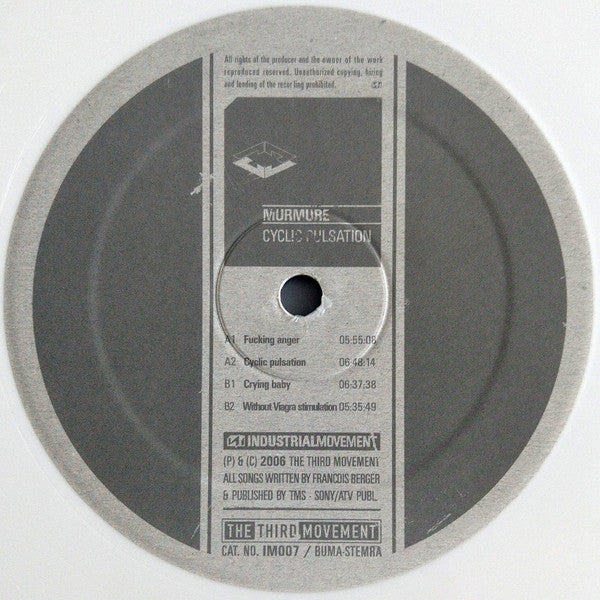 All rights of the producer and the owner of the work
reproduced reserved. Unauthorized copying, hiring
and lending of the recording prohibited.
MURMURE
CYCLIC PULSATION
A1 Fucking anger 05:55:08
A2 Cyclic pulsation 06:48:14
B1 Crying baby 06:37:38
B2 Without Viagra stimulation 05:35:49
INDUSTRIALMOVEMENT
(P) & (C) 2006 THE THIRD MOVEMENT
ALL SONGS WRITTEN BY FRANCOIS BERGER
& PUBLISHED BY TMS - SONY/ATV PUBL.
THE THIRD MOVEMENT
CAT. NO. IM007 / BUMA-STEMRA